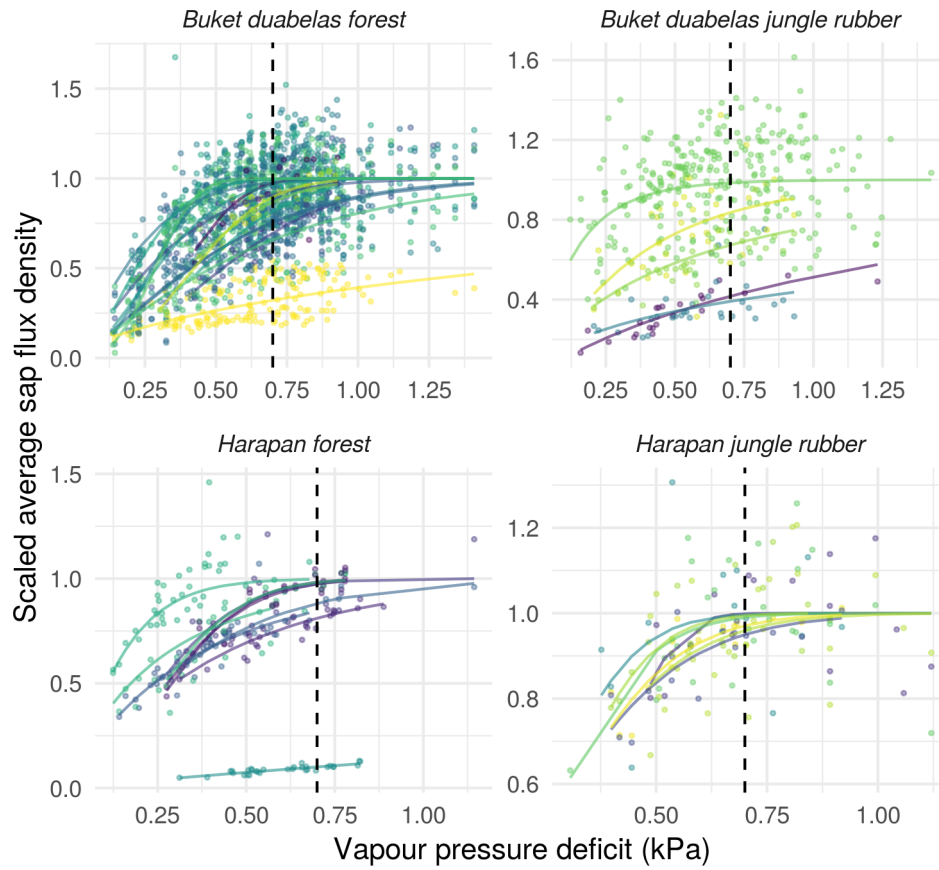 Buket duabelas forest
Buket duabelas jungle rubber
1.5
1.0
0.5
0.0
0.25 0.50 0.75 1.00 1.25
1.6
1.2
0.8
0.4
0.25 0.50 0.75 1.00 1.25
Scaled average sap flux density
Harapan forest
Harapan jungle rubber
1.5
1.0
0.5
0.0
0.25 0.50 0.75 1.00
1.2
1.0
0.8
0.6
0.50 0.75 1.00
Vapour pressure deficit (kPa)